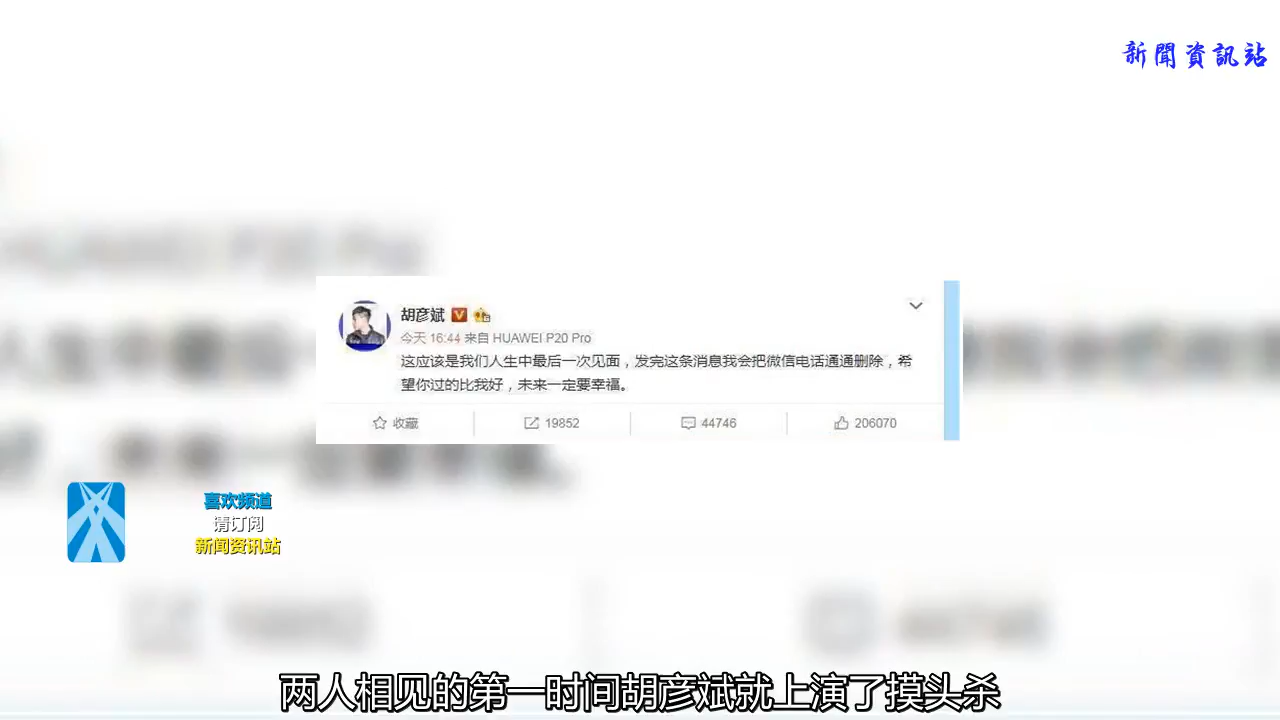 新聞資訊站
HUAWEI P20 Pro
胡彦斌
今天 16:44 来自 HUAWEI P20 Pro
这应该是我们人生中最后一次见面，发完这条消息我会把微信电话通通删除，希
望你过的比我好，未来一定要幸福。
收藏 19852 44746 206070
喜欢频道
请订阅
新闻资讯站
19852 44746
两人相见的第一时间胡彦斌就上演了摸头杀